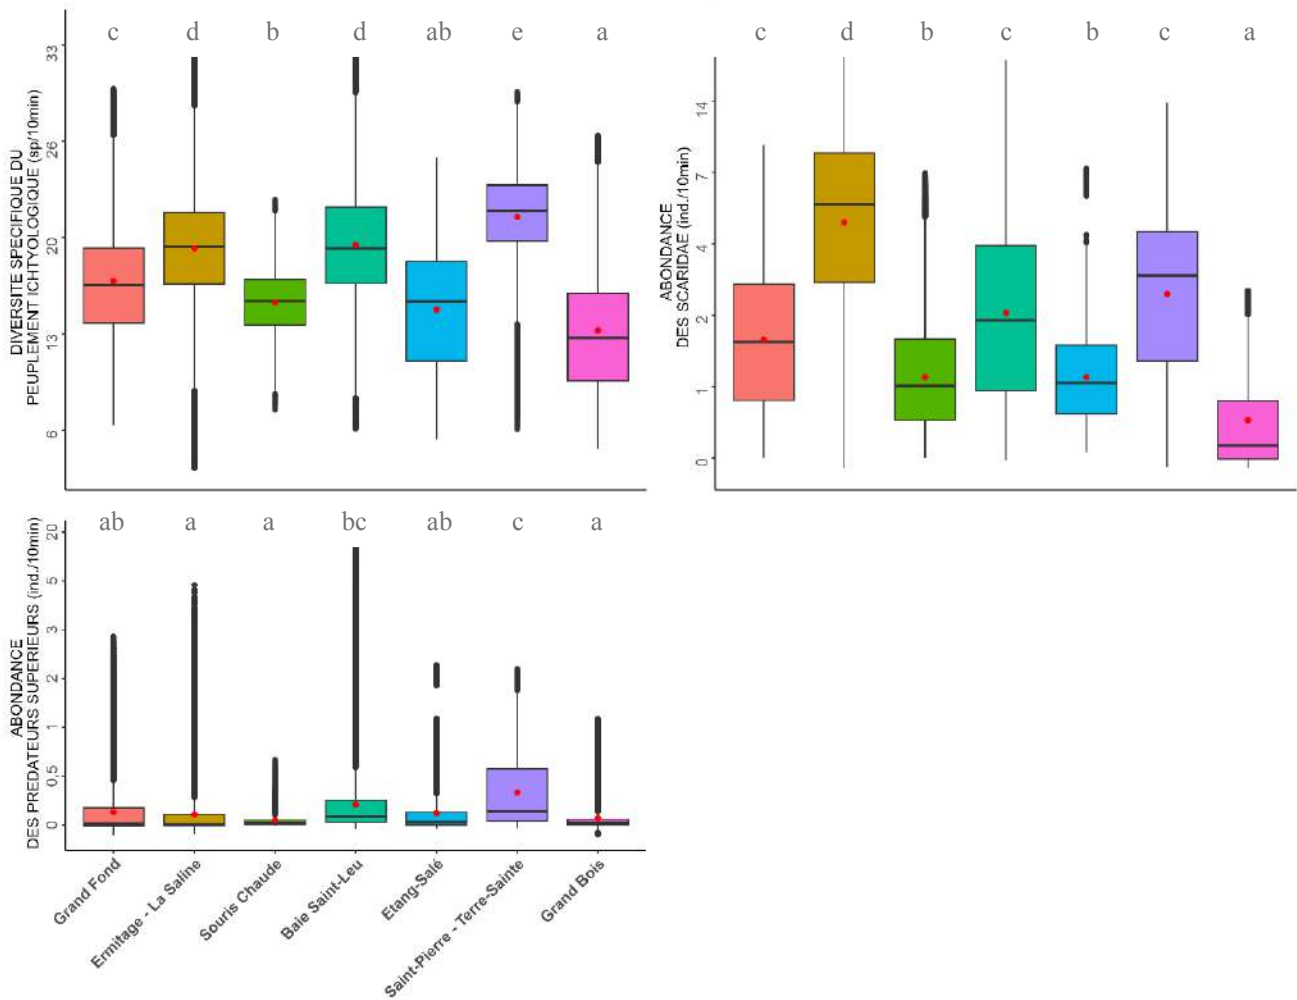 c d b d ab e a
DIVERSITE SPECIFIQUE DU
PEUPLEMENT ICHTYOLOGIQUE (sp/10min)
33
26
20
13
6
c d b c b c a
ABONDANCE
DES SCARIDAE (ind./10min)
14
7
4
2
1
0
ab a a bc ab c a
ABONDANCE
DES PREDATEURS SUPERIEURS (ind./10min)
20
5
3
2
1
0.5
0
Grand Fond
Ermitage - La Saline
Souris Chaude
Baie Saint-Leu
Etang-Salé
Saint-Pierre - Terre-Sainte
Grand Bois